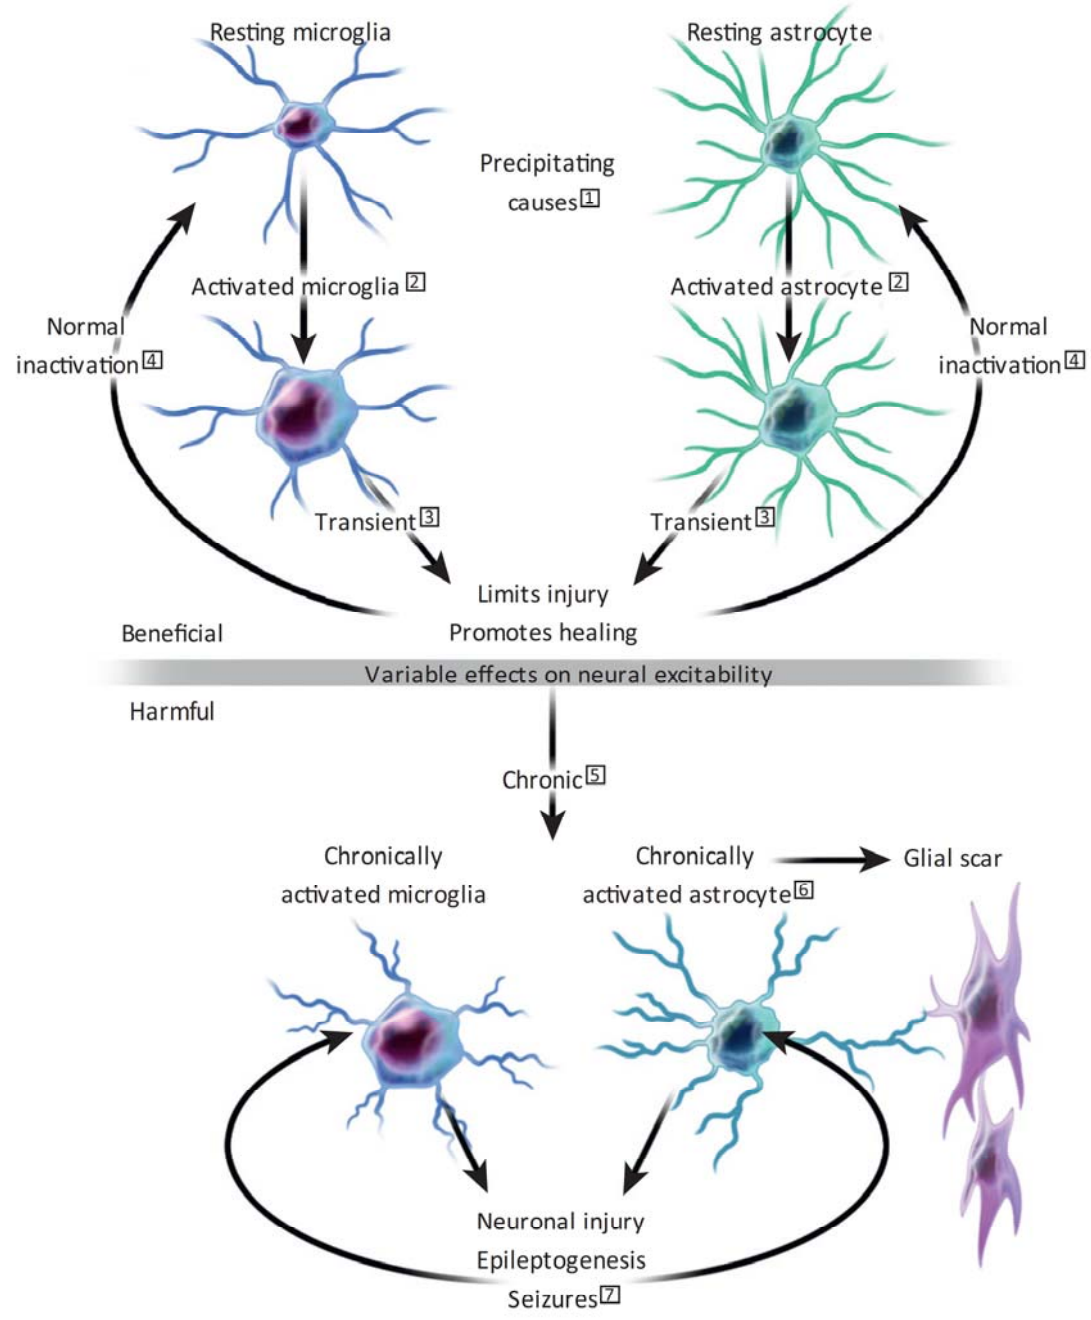 Resting microglia
Resting astrocyte
Precipitating
causes 1
Activated microglia 2
Activated astrocyte 2
Normal
inactivation 4
Normal
inactivation 4
Transient 3
Transient 3
Limits injury
Promotes healing
Beneficial
Variable effects on neural excitability
Harmful
Chronic 5
Chronically
activated microglia
Chronically
activated astrocyte 6
Glial scar
Neuronal injury
Epileptogenesis
Seizures 7